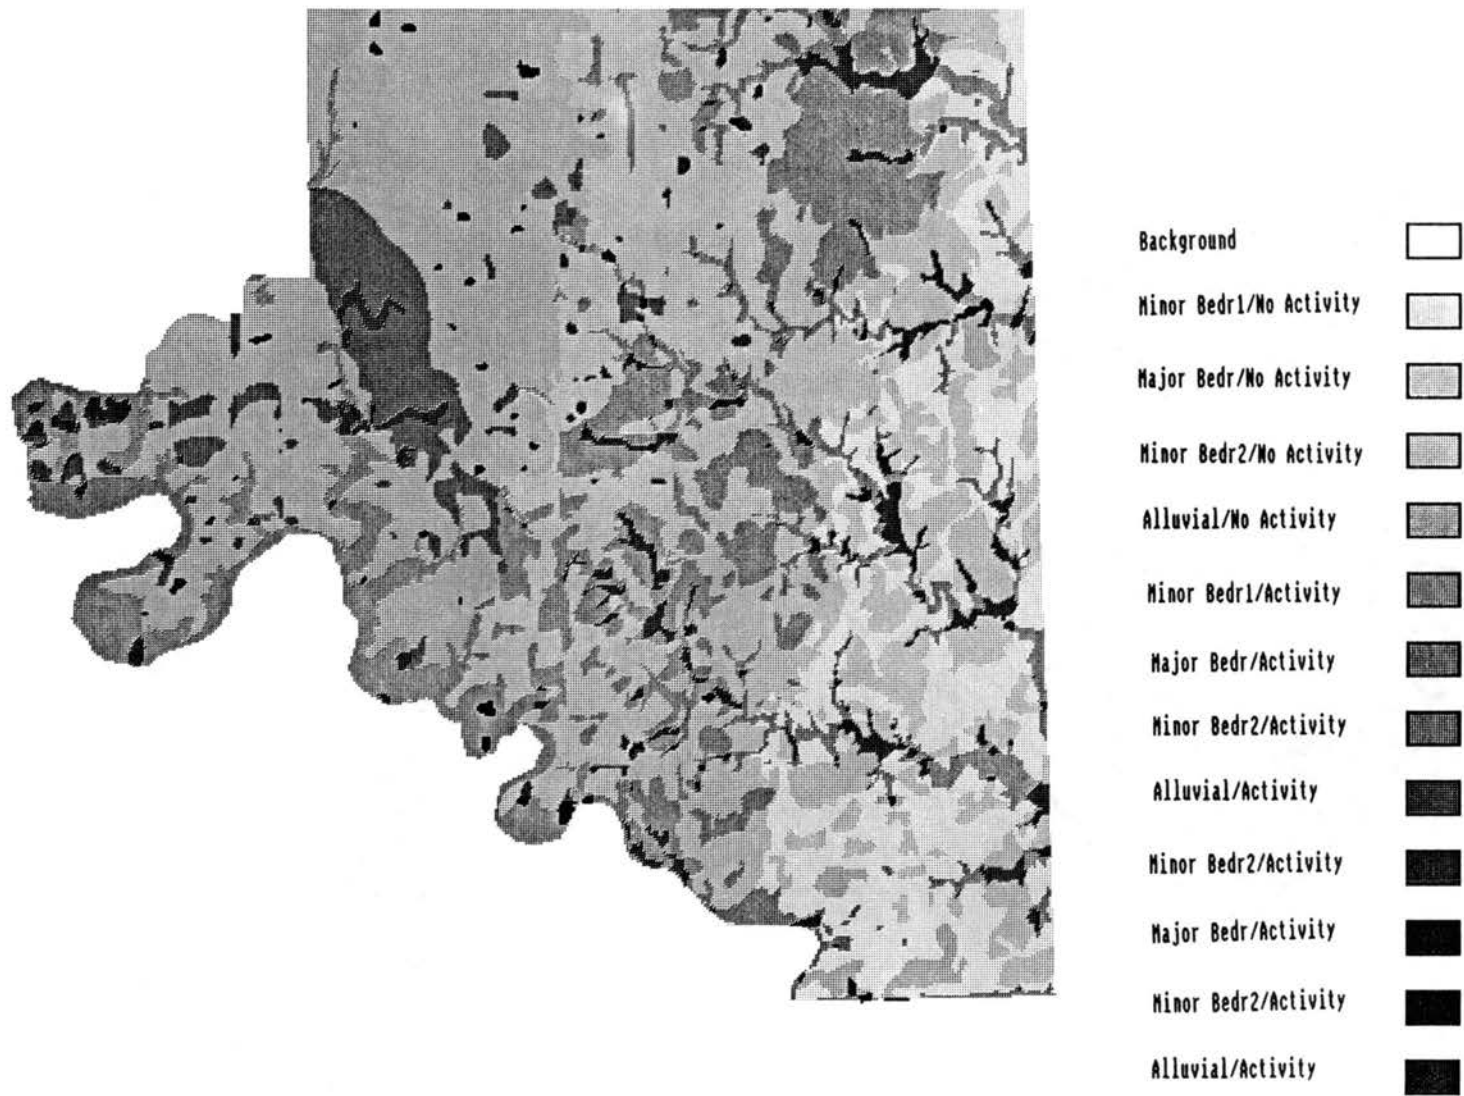 Background
Minor Bedr1/No Activity
Major Bedr/No Activity
Minor Bedr2/No Activity
Alluvial/No Activity
Minor Bedr1/Activity
Major Bedr/Activity
Minor Bedr2/Activity
Alluvial/Activity
Minor Bedr2/Activity
Major Bedr/Activity
Minor Bedr2/Activity
Alluvial/Activity